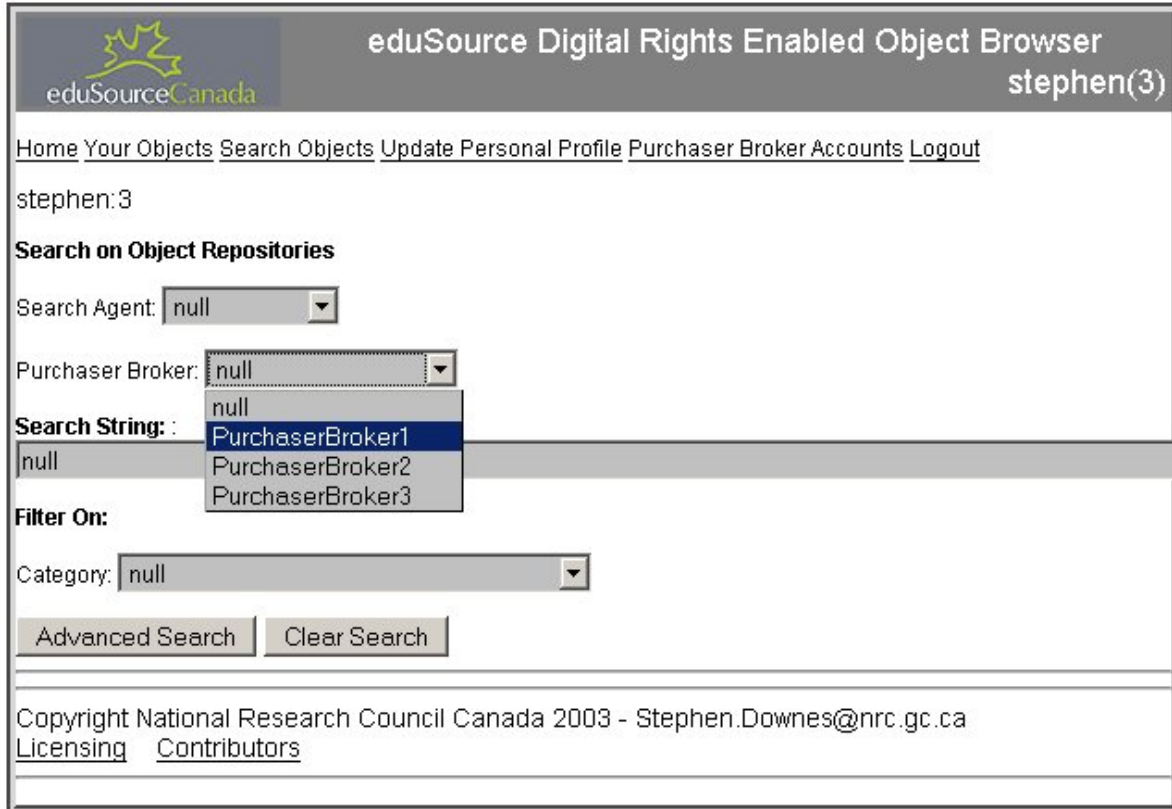 eduSourceCanada
eduSource Digital Rights Enabled Object Browser
stephen(3)
Home Your Objects Search Objects Update Personal Profile Purchaser Broker Accounts Logout
stephen:3
Search on Object Repositories
Search Agent: null
Purchaser Broker: null
null
PurchaserBroker1
PurchaserBroker2
PurchaserBroker3
Search String: :
null
Filter On:
Category: null
Advanced Search Clear Search
Copyright National Research Council Canada 2003 - Stephen.Downes@nrc.gc.ca
Licensing Contributors